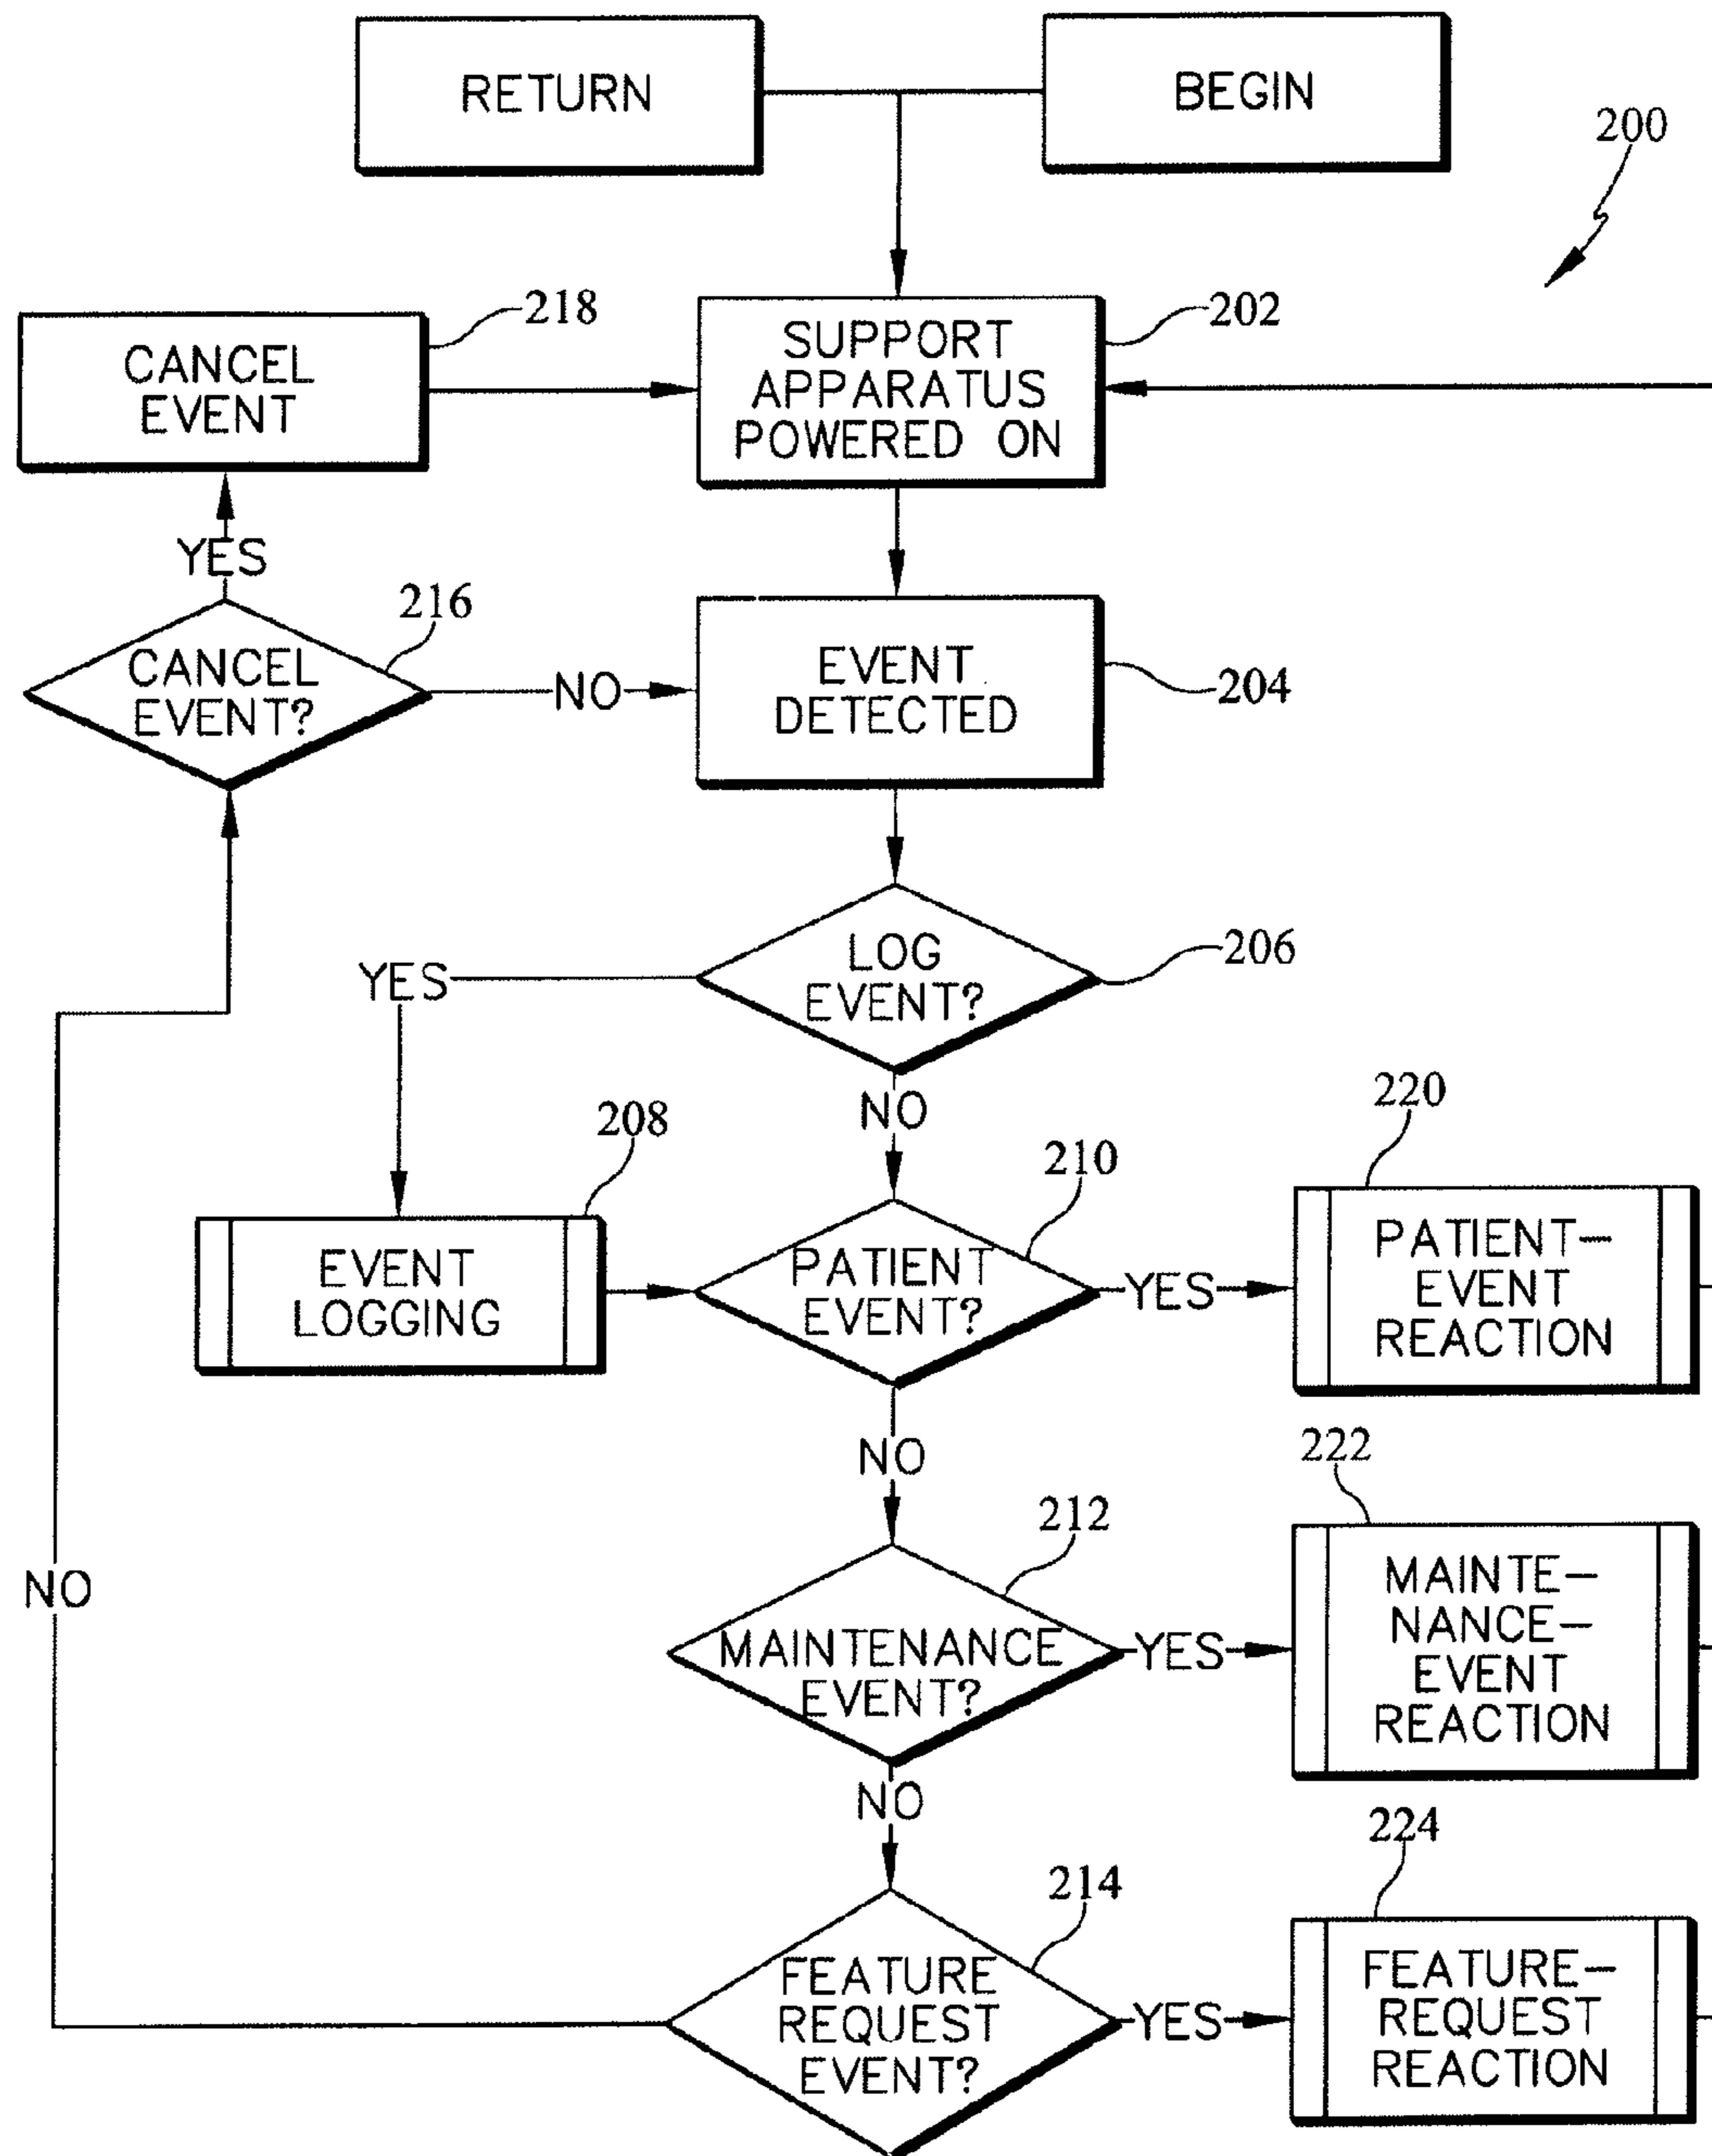 RETURN
BEGIN
200
218
CANCEL
EVENT
202
SUPPORT
APPARATUS
POWERED ON
YES
216
CANCEL
EVENT?
NO
EVENT
DETECTED
204
LOG
EVENT?
206
YES
NO
208
EVENT
LOGGING
210
PATIENT
EVENT?
YES
220
PATIENT-
EVENT
REACTION
NO
212
MAINTENANCE
EVENT?
YES
222
MAINTE-
NANCE-
EVENT
REACTION
NO
NO
214
FEATURE
REQUEST
EVENT?
YES
224
FEATURE-
REQUEST
REACTION